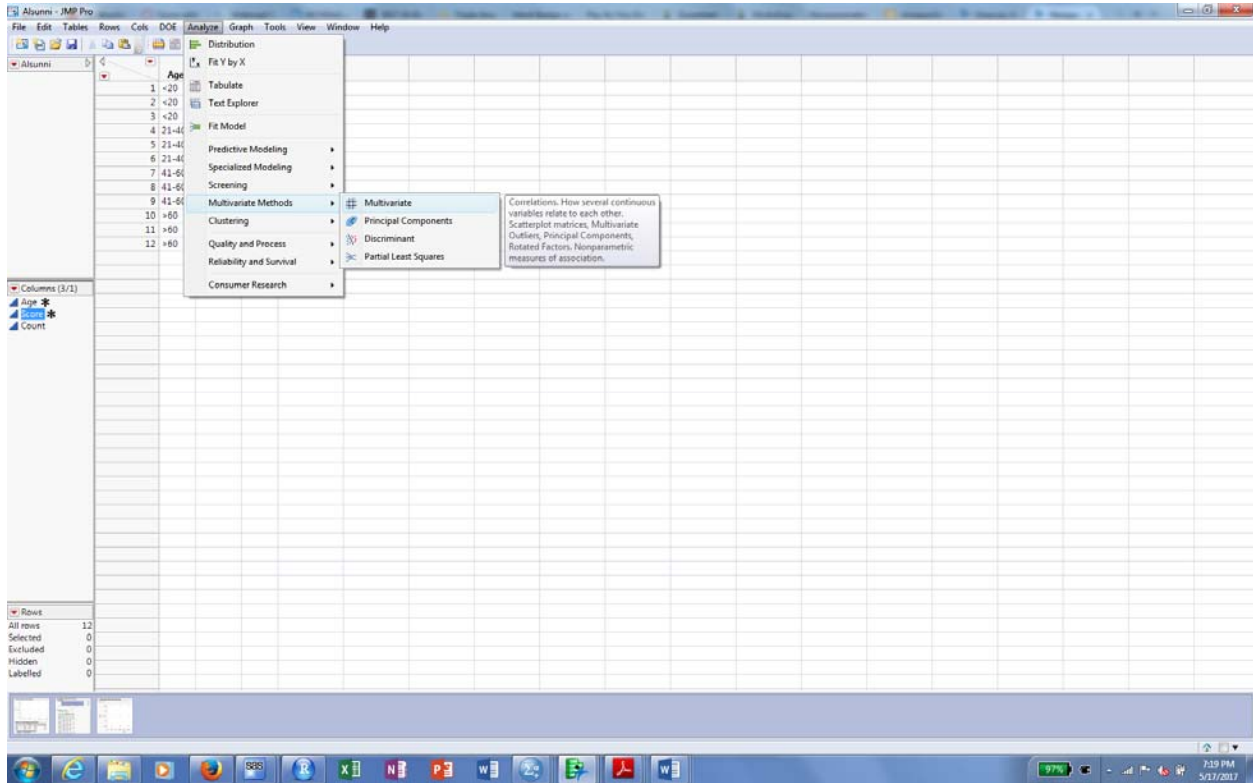 Alsunni - JMP Pro
File Edit Tables Rows Cols DOE Analyze Graph Tools View Window Help
Alsunni
Age
1 <20
2 <20
3 <20
4 21-40
5 21-40
6 21-40
7 41-60
8 41-60
9 41-60
10 >60
11 >60
12 >60
Distribution
Fit Y by X
Tabulate
Text Explorer
Fit Model
Predictive Modeling
Specialized Modeling
Screening
Multivariate Methods
Clustering
Quality and Process
Reliability and Survival
Consumer Research
Multivariate
Principal Components
Discriminant
Partial Least Squares
Correlations. How several continuous
variables relate to each other.
Scatterplot matrices, Multivariate
Outliers, Principal Components,
Rotated Factors. Nonparametric
measures of association.
Columns (3/1)
Age *
Score *
Count
Rows
All rows 12
Selected 0
Excluded 0
Hidden 0
Labelled 0
sas
97%
7:19 PM
5/17/2017